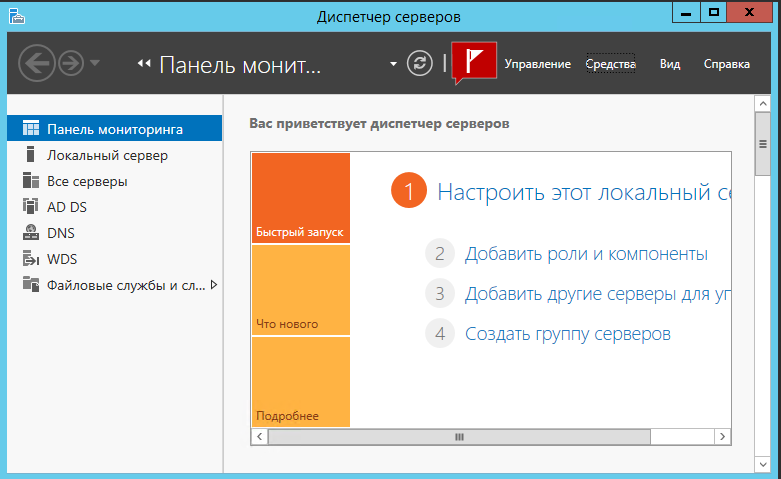 Диспетчер серверов
Панель монит...
Управление
Средства
Вид
Справка
Панель мониторинга
Локальный сервер
Все серверы
AD DS
DNS
WDS
Файловые службы и сл...
Вас приветствует диспетчер серверов
Быстрый запуск
Что нового
Подробнее
1 Настроить этот локальный се
2 Добавить роли и компоненты
3 Добавить другие серверы для уп
4 Создать группу серверов